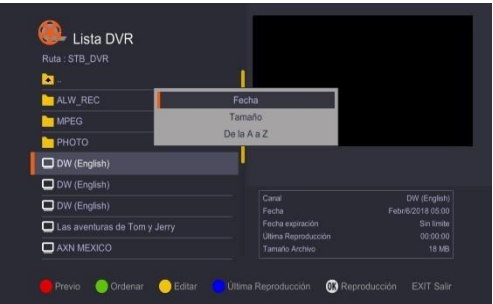 Lista DVR
Ruta : STB_DVR
..
ALW_REC
MPEG
PHOTO
DW (English)
DW (English)
DW (English)
Las aventuras de Tom y Jerry
AXN MEXICO
Fecha
Tamaño
De la A a Z
Canal DW (English)
Fecha Febr/6/2018 05:00
Fecha expiración Sin límite
Última Reproducción 00:00:00
Tamaño Archivo 18 MB
Previo Ordenar Editar Última Reproducción OK Reproducción EXIT Salir